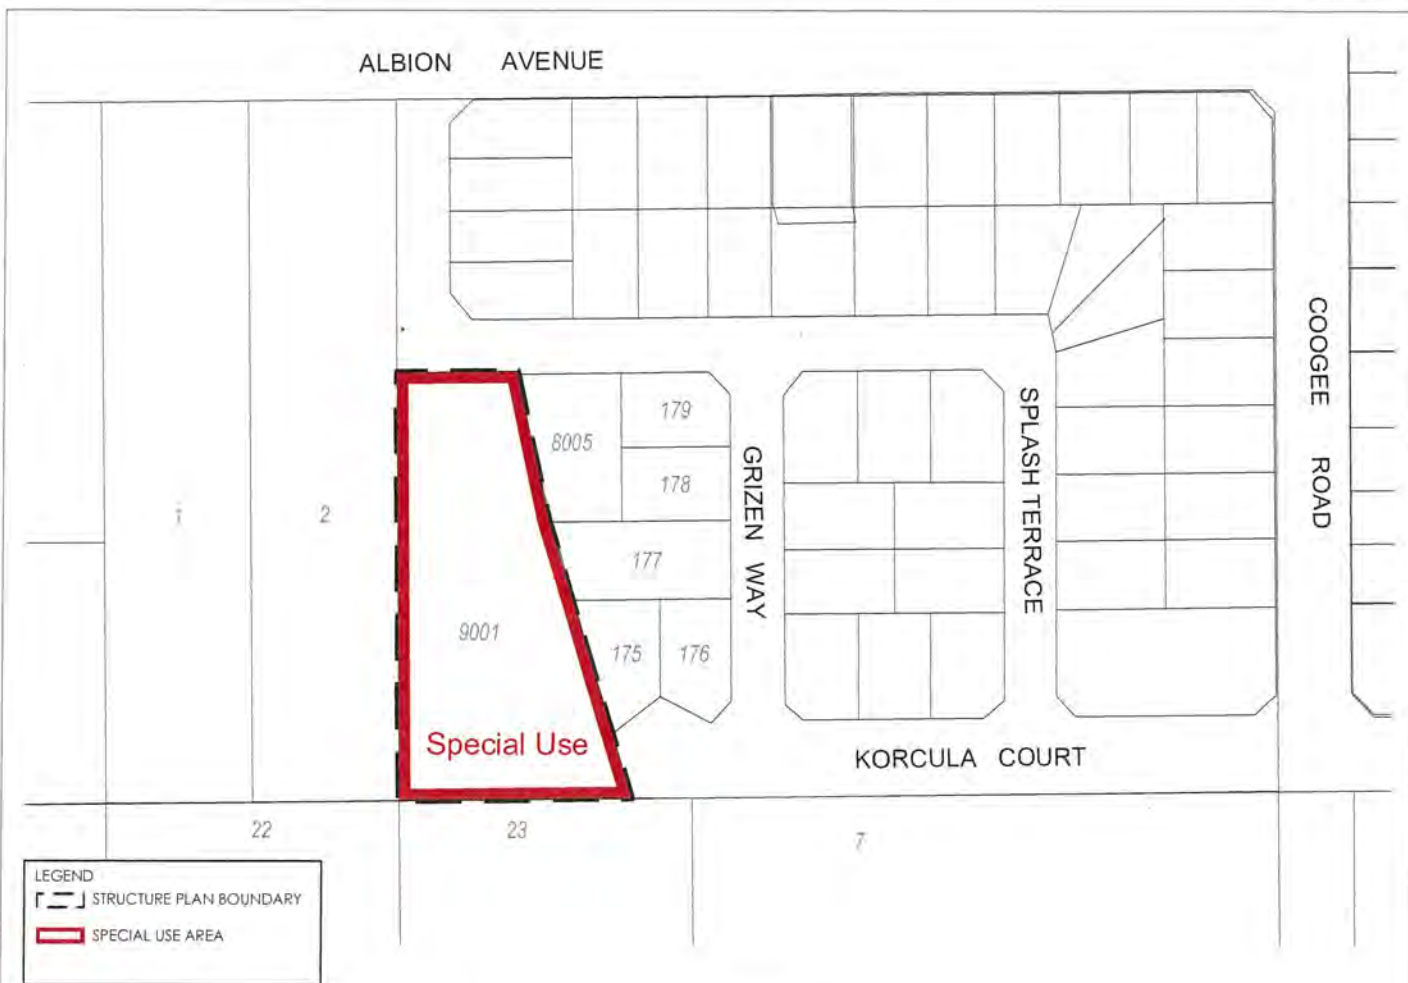 ALBION AVENUE
COOGEE ROAD
179
8005
178
GRIZEN WAY
SPLASH TERRACE
1
2
177
9001
175
176
Special Use
KORCULA COURT
22
23
7
LEGEND
STRUCTURE PLAN BOUNDARY
SPECIAL USE AREA